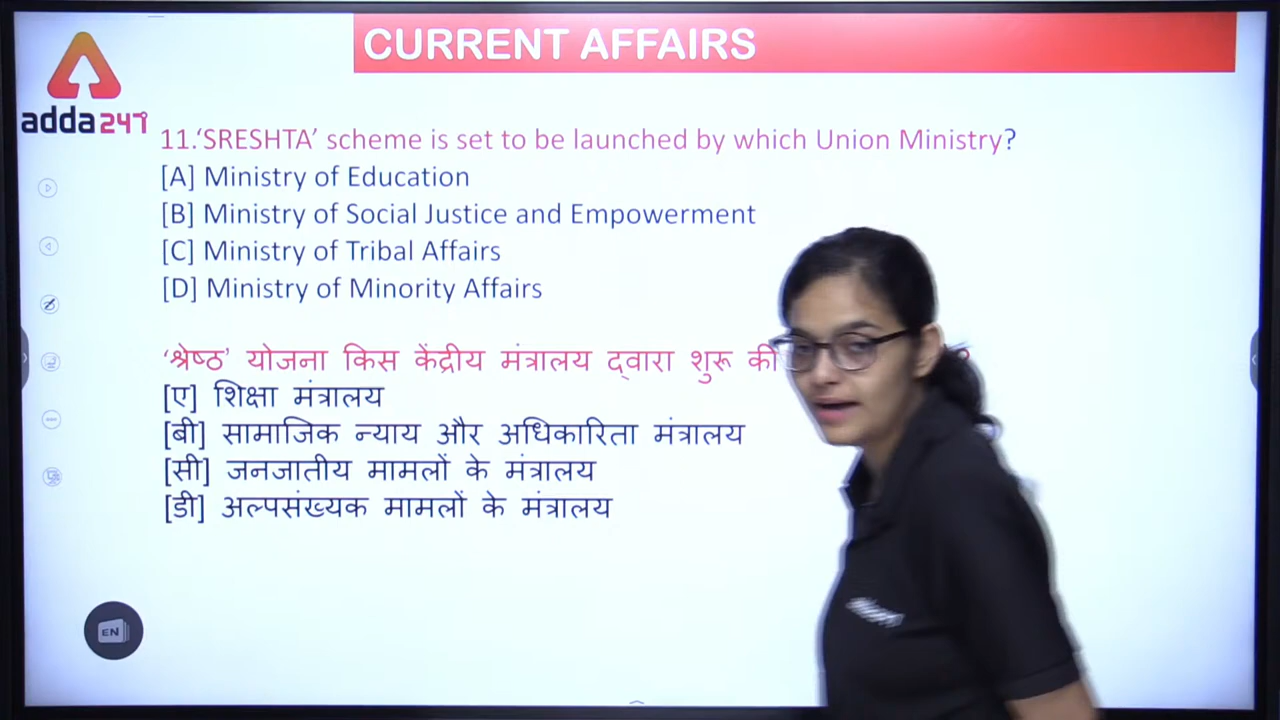 CURRENT AFFAIRS
adda247
11.‘SRESHTA’ scheme is set to be launched by which Union Ministry?
[A] Ministry of Education
[B] Ministry of Social Justice and Empowerment
[C] Ministry of Tribal Affairs
[D] Ministry of Minority Affairs
‘श्रेष्ठ’ योजना किस केंद्रीय मंत्रालय द्वारा शुरू की
[ए] शिक्षा मंत्रालय
[बी] सामाजिक न्याय और अधिकारिता मंत्रालय
[सी] जनजातीय मामलों के मंत्रालय
[डी] अल्पसंख्यक मामलों के मंत्रालय
EN